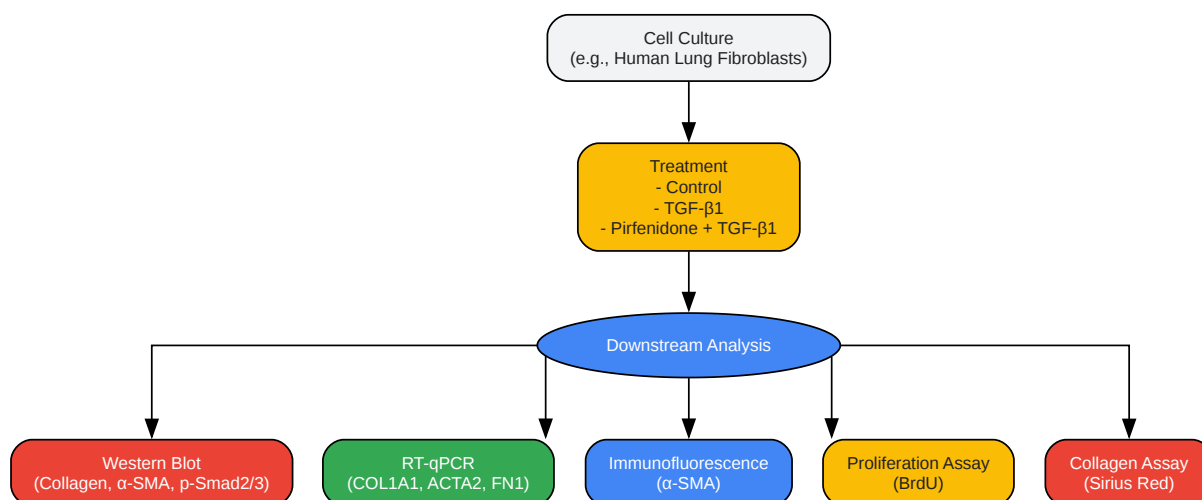 Cell Culture
(e.g., Human Lung Fibroblasts)
Treatment
- Control
- TGF-β1
- Pirfenidone + TGF-β1
Downstream Analysis
Western Blot
(Collagen, α-SMA, p-Smad2/3)
RT-qPCR
(COL1A1, ACTA2, FN1)
Immunofluorescence
(α-SMA)
Proliferation Assay
(BrdU)
Collagen Assay
(Sirius Red)